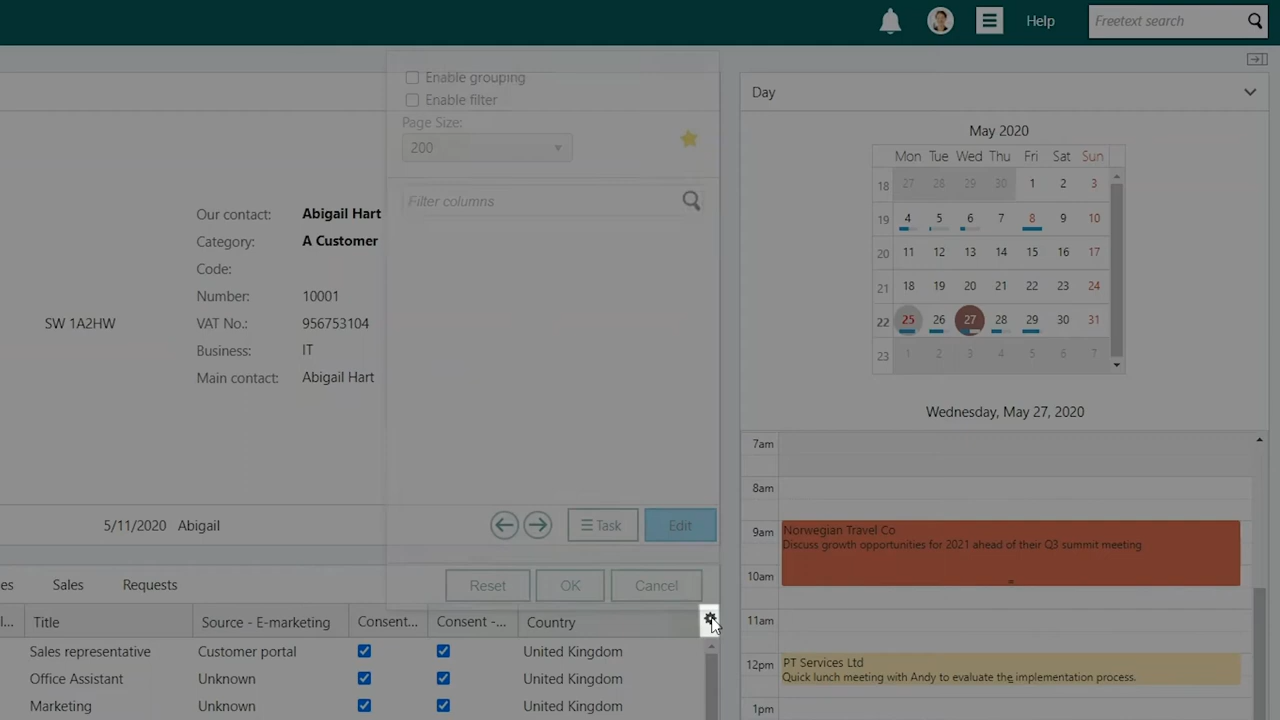 Help
Freetext search
Enable grouping
Enable filter
Page Size:
200
Filter columns
Our contact: Abigail Hart
Category: A Customer
Code:
Number: 10001
SW 1A2HW
VAT No.: 956753104
Business: IT
Main contact: Abigail Hart
5/11/2020 Abigail
Task
Edit
Reset
OK
Cancel
es
Sales
Requests
l... Title Source - E-marketing Consent... Consent -... Country
Sales representative Customer portal United Kingdom
Office Assistant Unknown United Kingdom
Marketing Unknown United Kingdom
Day
May 2020
Mon Tue Wed Thu Fri Sat Sun
18 27 28 29 30 1 2 3
19 4 5 6 7 8 9 10
20 11 12 13 14 15 16 17
21 18 19 20 21 22 23 24
22 25 26 27 28 29 30 31
23 1 2 3 4 5 6 7
Wednesday, May 27, 2020
7am
8am
9am
Norwegian Travel Co
Discuss growth opportunities for 2021 ahead of their Q3 summit meeting
10am
11am
12pm
PT Services Ltd
Quick lunch meeting with Andy to evaluate the implementation process.
1pm